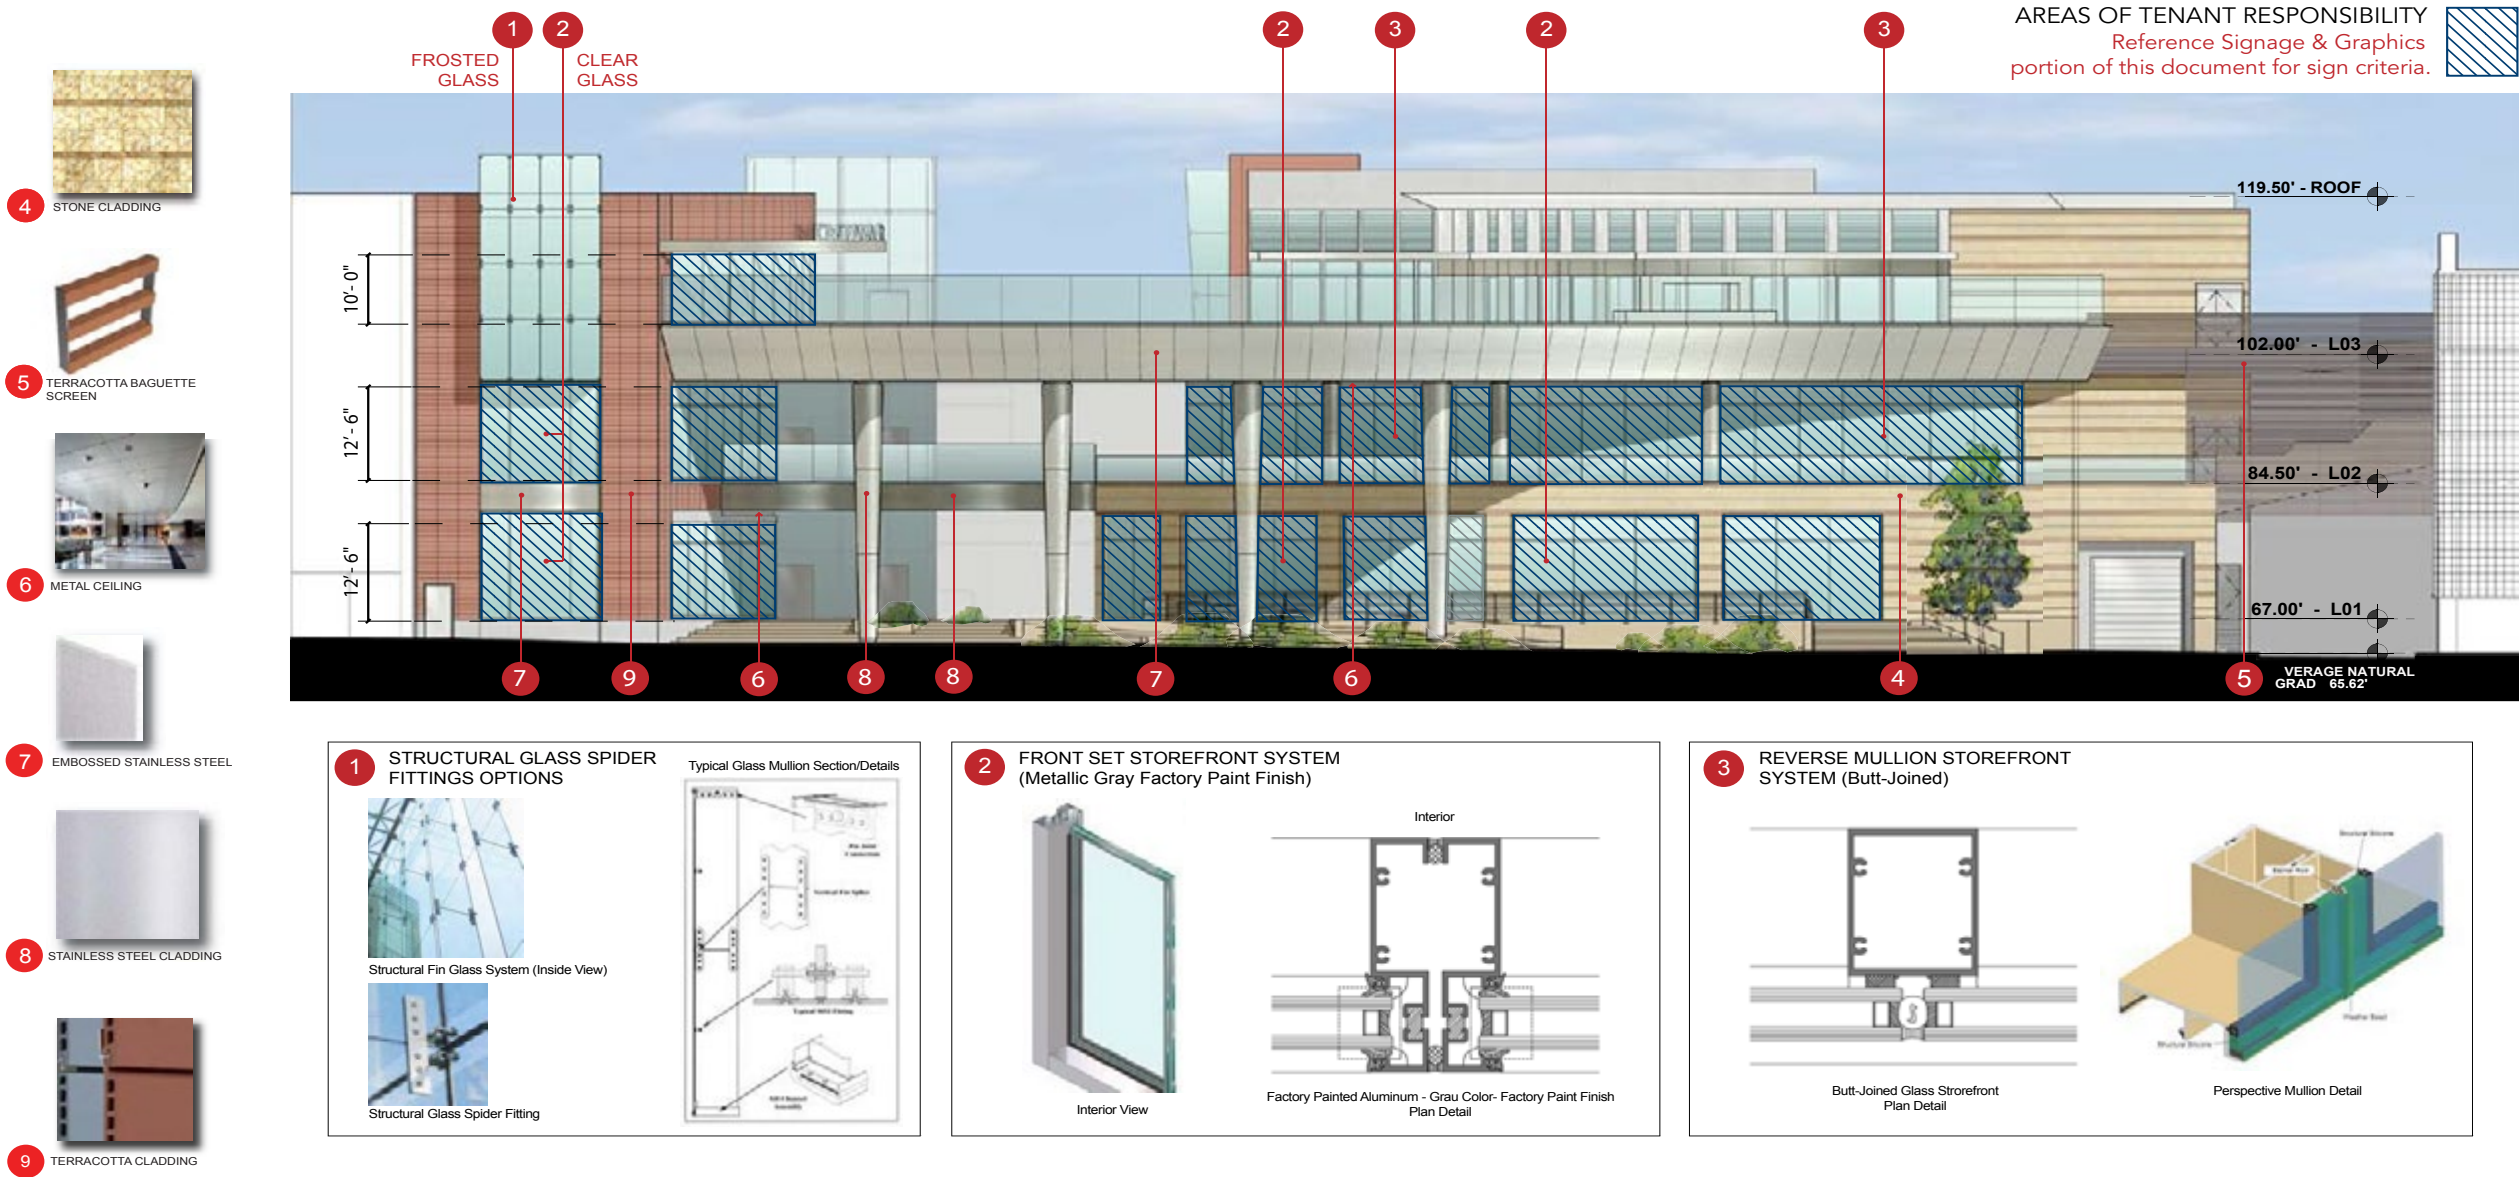 AREAS OF TENANT RESPONSIBILITY
Reference Signage & Graphics
portion of this document for sign criteria.
1
2
2
3
2
3
FROSTED
GLASS
CLEAR
GLASS
4
STONE CLADDING
5
TERRACOTTA BAGUETTE
SCREEN
6
METAL CEILING
7
EMBOSSED STAINLESS STEEL
8
STAINLESS STEEL CLADDING
9
TERRACOTTA CLADDING
10'- 0"
12'- 6"
12'- 6"
119.50' - ROOF
102.00' - L03
84.50' - L02
67.00' - L01
VERAGE NATURAL
GRAD 65.62'
7
9
6
8
8
7
6
4
5
1
STRUCTURAL GLASS SPIDER
FITTINGS OPTIONS
Typical Glass Mullion Section/Details
Structural Fin Glass System (Inside View)
Structural Glass Spider Fitting
2
FRONT SET STOREFRONT SYSTEM
(Metallic Gray Factory Paint Finish)
Interior
Interior View
Factory Painted Aluminum - Grau Color- Factory Paint Finish
Plan Detail
3
REVERSE MULLION STOREFRONT
SYSTEM (Butt-Joined)
Structural Silicone
Structural Silicone
Butt-Joined Glass Strorefront
Plan Detail
Perspective Mullion Detail